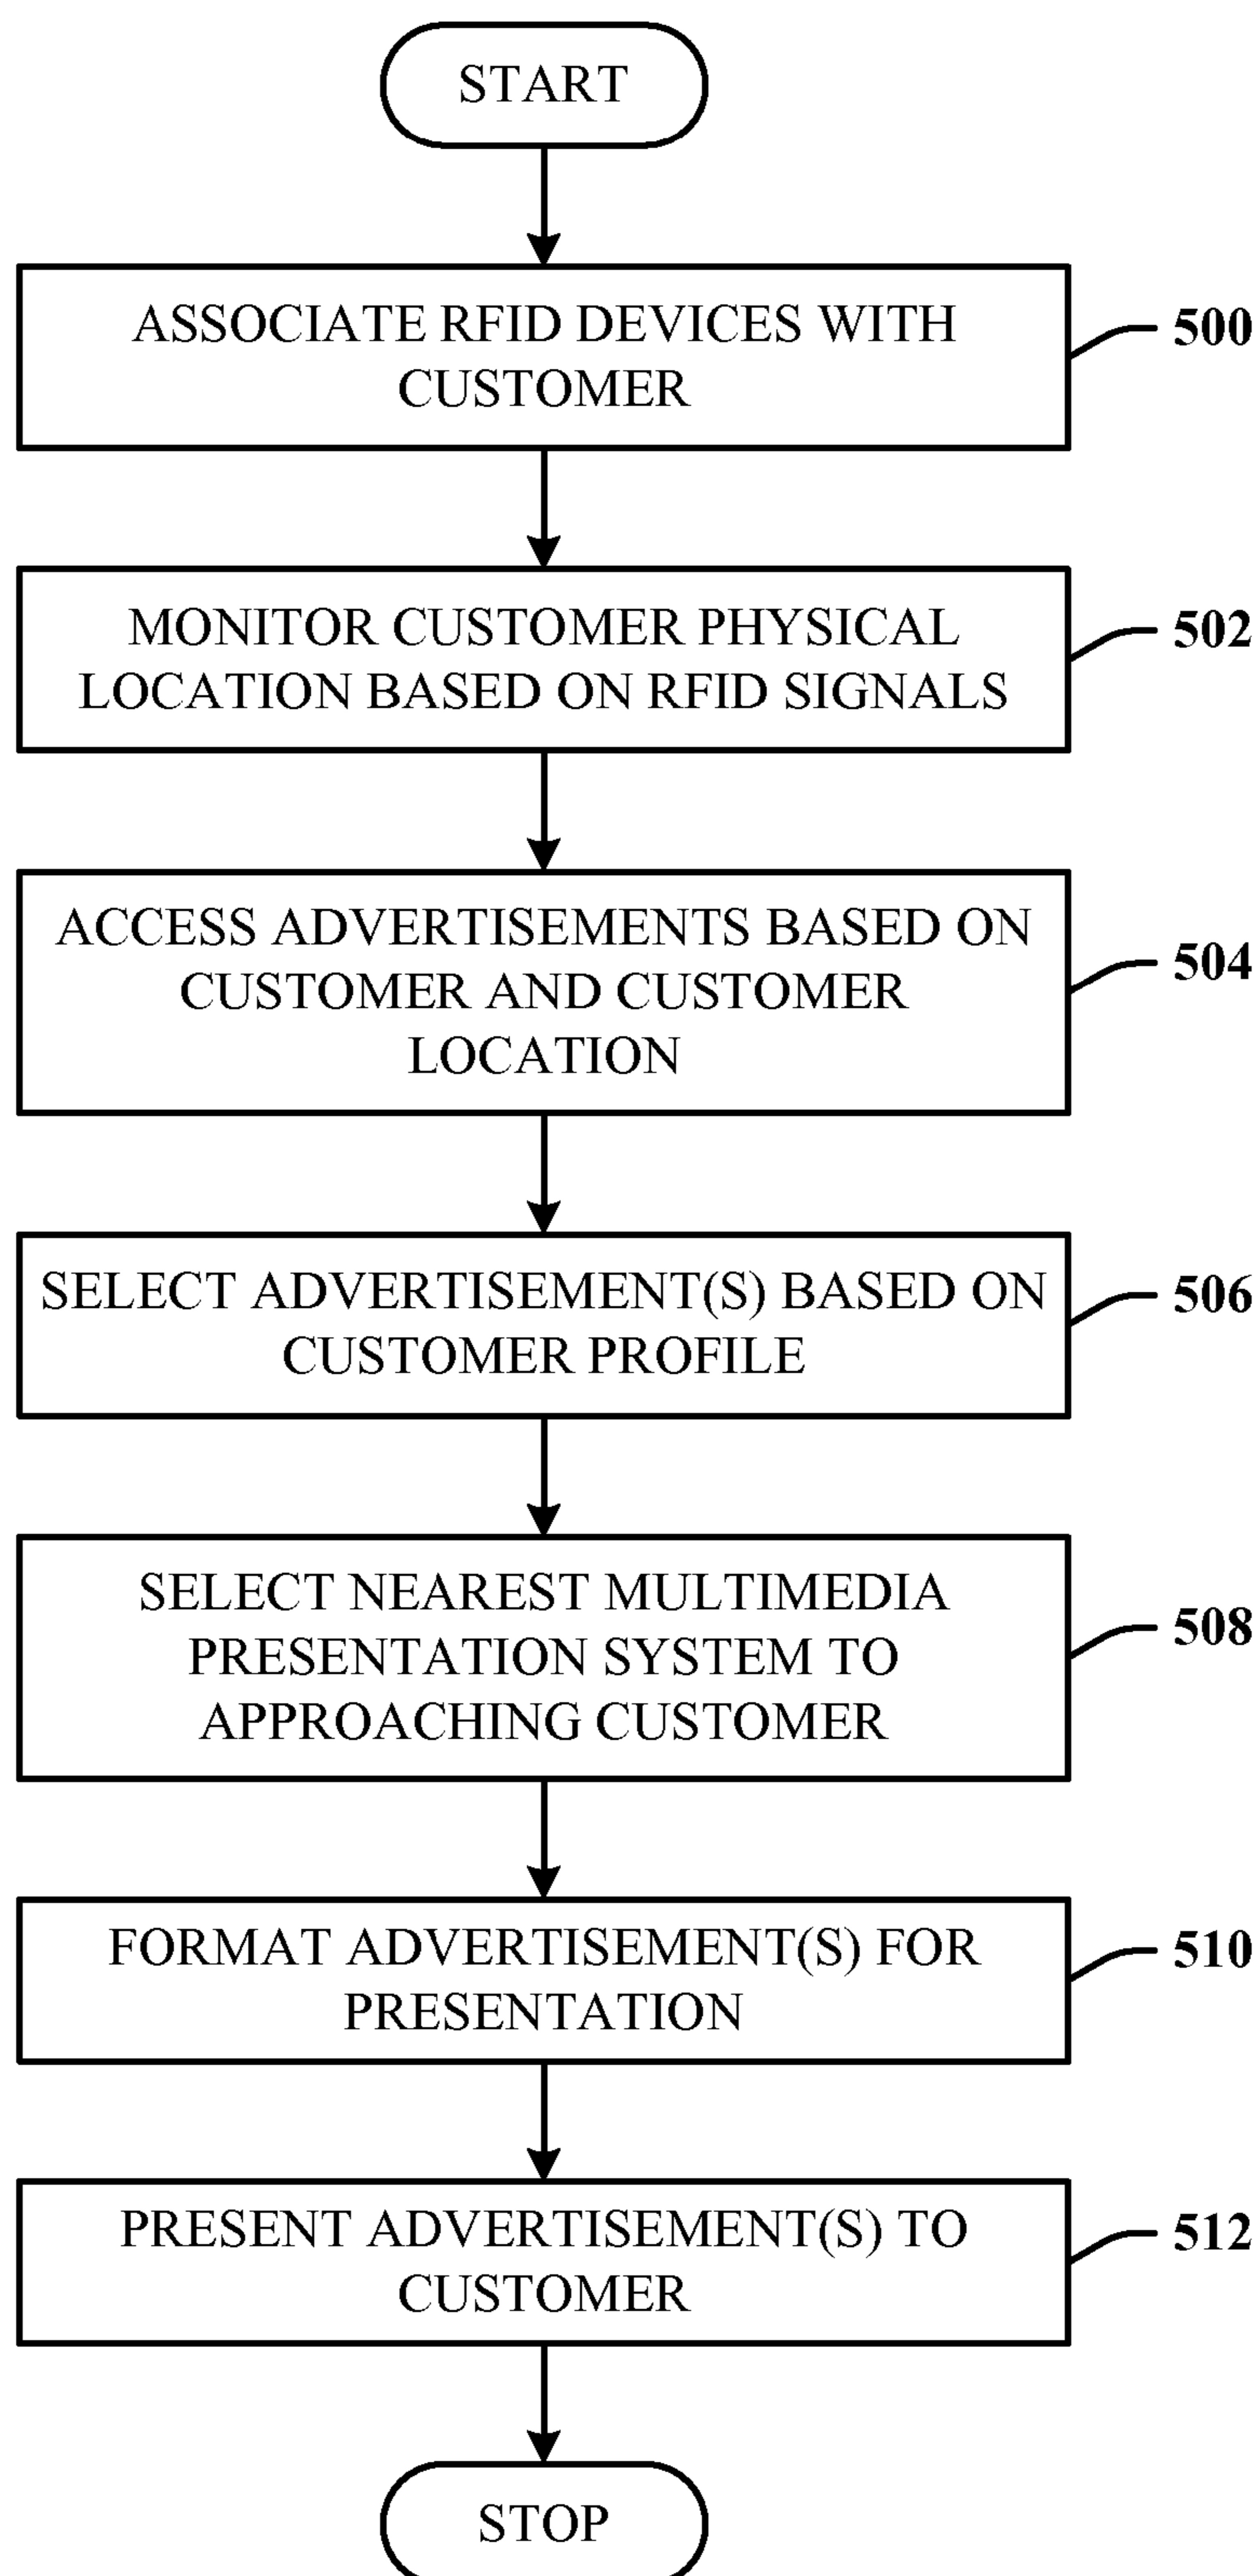 START
ASSOCIATE RFID DEVICES WITH
CUSTOMER
500
MONITOR CUSTOMER PHYSICAL
LOCATION BASED ON RFID SIGNALS
502
ACCESS ADVERTISEMENTS BASED ON
CUSTOMER AND CUSTOMER
LOCATION
504
SELECT ADVERTISEMENT(S) BASED ON
CUSTOMER PROFILE
506
SELECT NEAREST MULTIMEDIA
PRESENTATION SYSTEM TO
APPROACHING CUSTOMER
508
FORMAT ADVERTISEMENT(S) FOR
PRESENTATION
510
PRESENT ADVERTISEMENT(S) TO
CUSTOMER
512
STOP